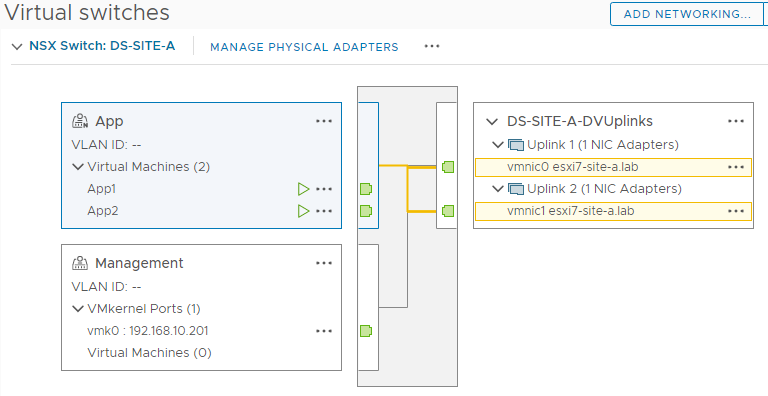 Virtual switches
ADD NETWORKING...
NSX Switch: DS-SITE-A
MANAGE PHYSICAL ADAPTERS
App
VLAN ID: --
Virtual Machines (2)
App1
App2
Management
VLAN ID: --
VMkernel Ports (1)
vmk0 : 192.168.10.201
Virtual Machines (0)
DS-SITE-A-DVUplinks
Uplink 1 (1 NIC Adapters)
vmnic0 esxi7-site-a.lab
Uplink 2 (1 NIC Adapters)
vmnic1 esxi7-site-a.lab